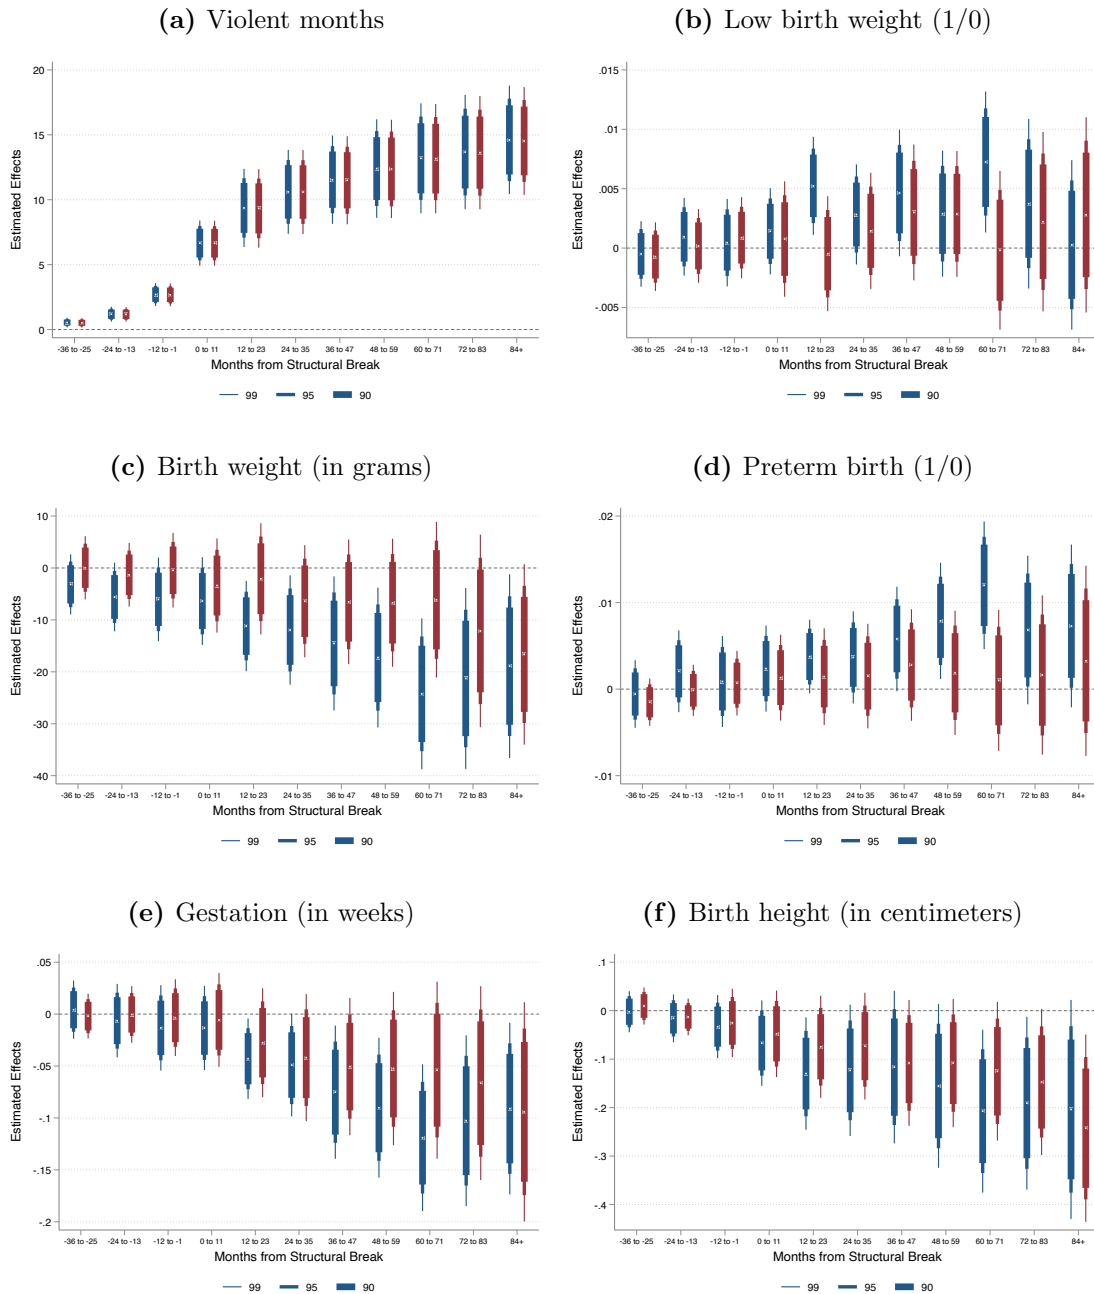 (a) Violent months
20
15
10
5
0
Estimated Effects
-36 to -25 -24 to -13 -12 to -1 0 to 11 12 to 23 24 to 35 36 to 47 48 to 59 60 to 71 72 to 83 84+
Months from Structural Break
99 95 90
(b) Low birth weight (1/0)
.015
.01
.005
0
-.005
Estimated Effects
-36 to -25 -24 to -13 -12 to -1 0 to 11 12 to 23 24 to 35 36 to 47 48 to 59 60 to 71 72 to 83 84+
Months from Structural Break
99 95 90
(c) Birth weight (in grams)
10
0
-10
-20
-30
-40
Estimated Effects
-36 to -25 -24 to -13 -12 to -1 0 to 11 12 to 23 24 to 35 36 to 47 48 to 59 60 to 71 72 to 83 84+
Months from Structural Break
99 95 90
(d) Preterm birth (1/0)
.02
.01
0
-.01
Estimated Effects
-36 to -25 -24 to -13 -12 to -1 0 to 11 12 to 23 24 to 35 36 to 47 48 to 59 60 to 71 72 to 83 84+
Months from Structural Break
99 95 90
(e) Gestation (in weeks)
.05
0
-.05
-.1
-.15
-.2
Estimated Effects
-36 to -25 -24 to -13 -12 to -1 0 to 11 12 to 23 24 to 35 36 to 47 48 to 59 60 to 71 72 to 83 84+
Months from Structural Break
99 95 90
(f) Birth height (in centimeters)
.1
0
-.1
-.2
-.3
-.4
Estimated Effects
-36 to -25 -24 to -13 -12 to -1 0 to 11 12 to 23 24 to 35 36 to 47 48 to 59 60 to 71 72 to 83 84+
Months from Structural Break
99 95 90